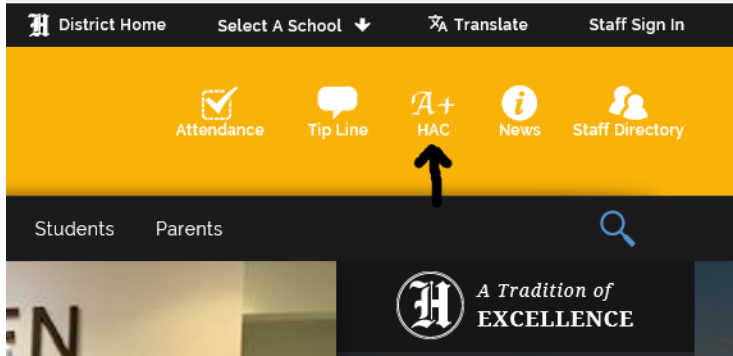 H District Home Select A School Translate Staff Sign In
A+
Attendance Tip Line HAC News Staff Directory
Students Parents
EN
H A Tradition of
EXCELLENCE